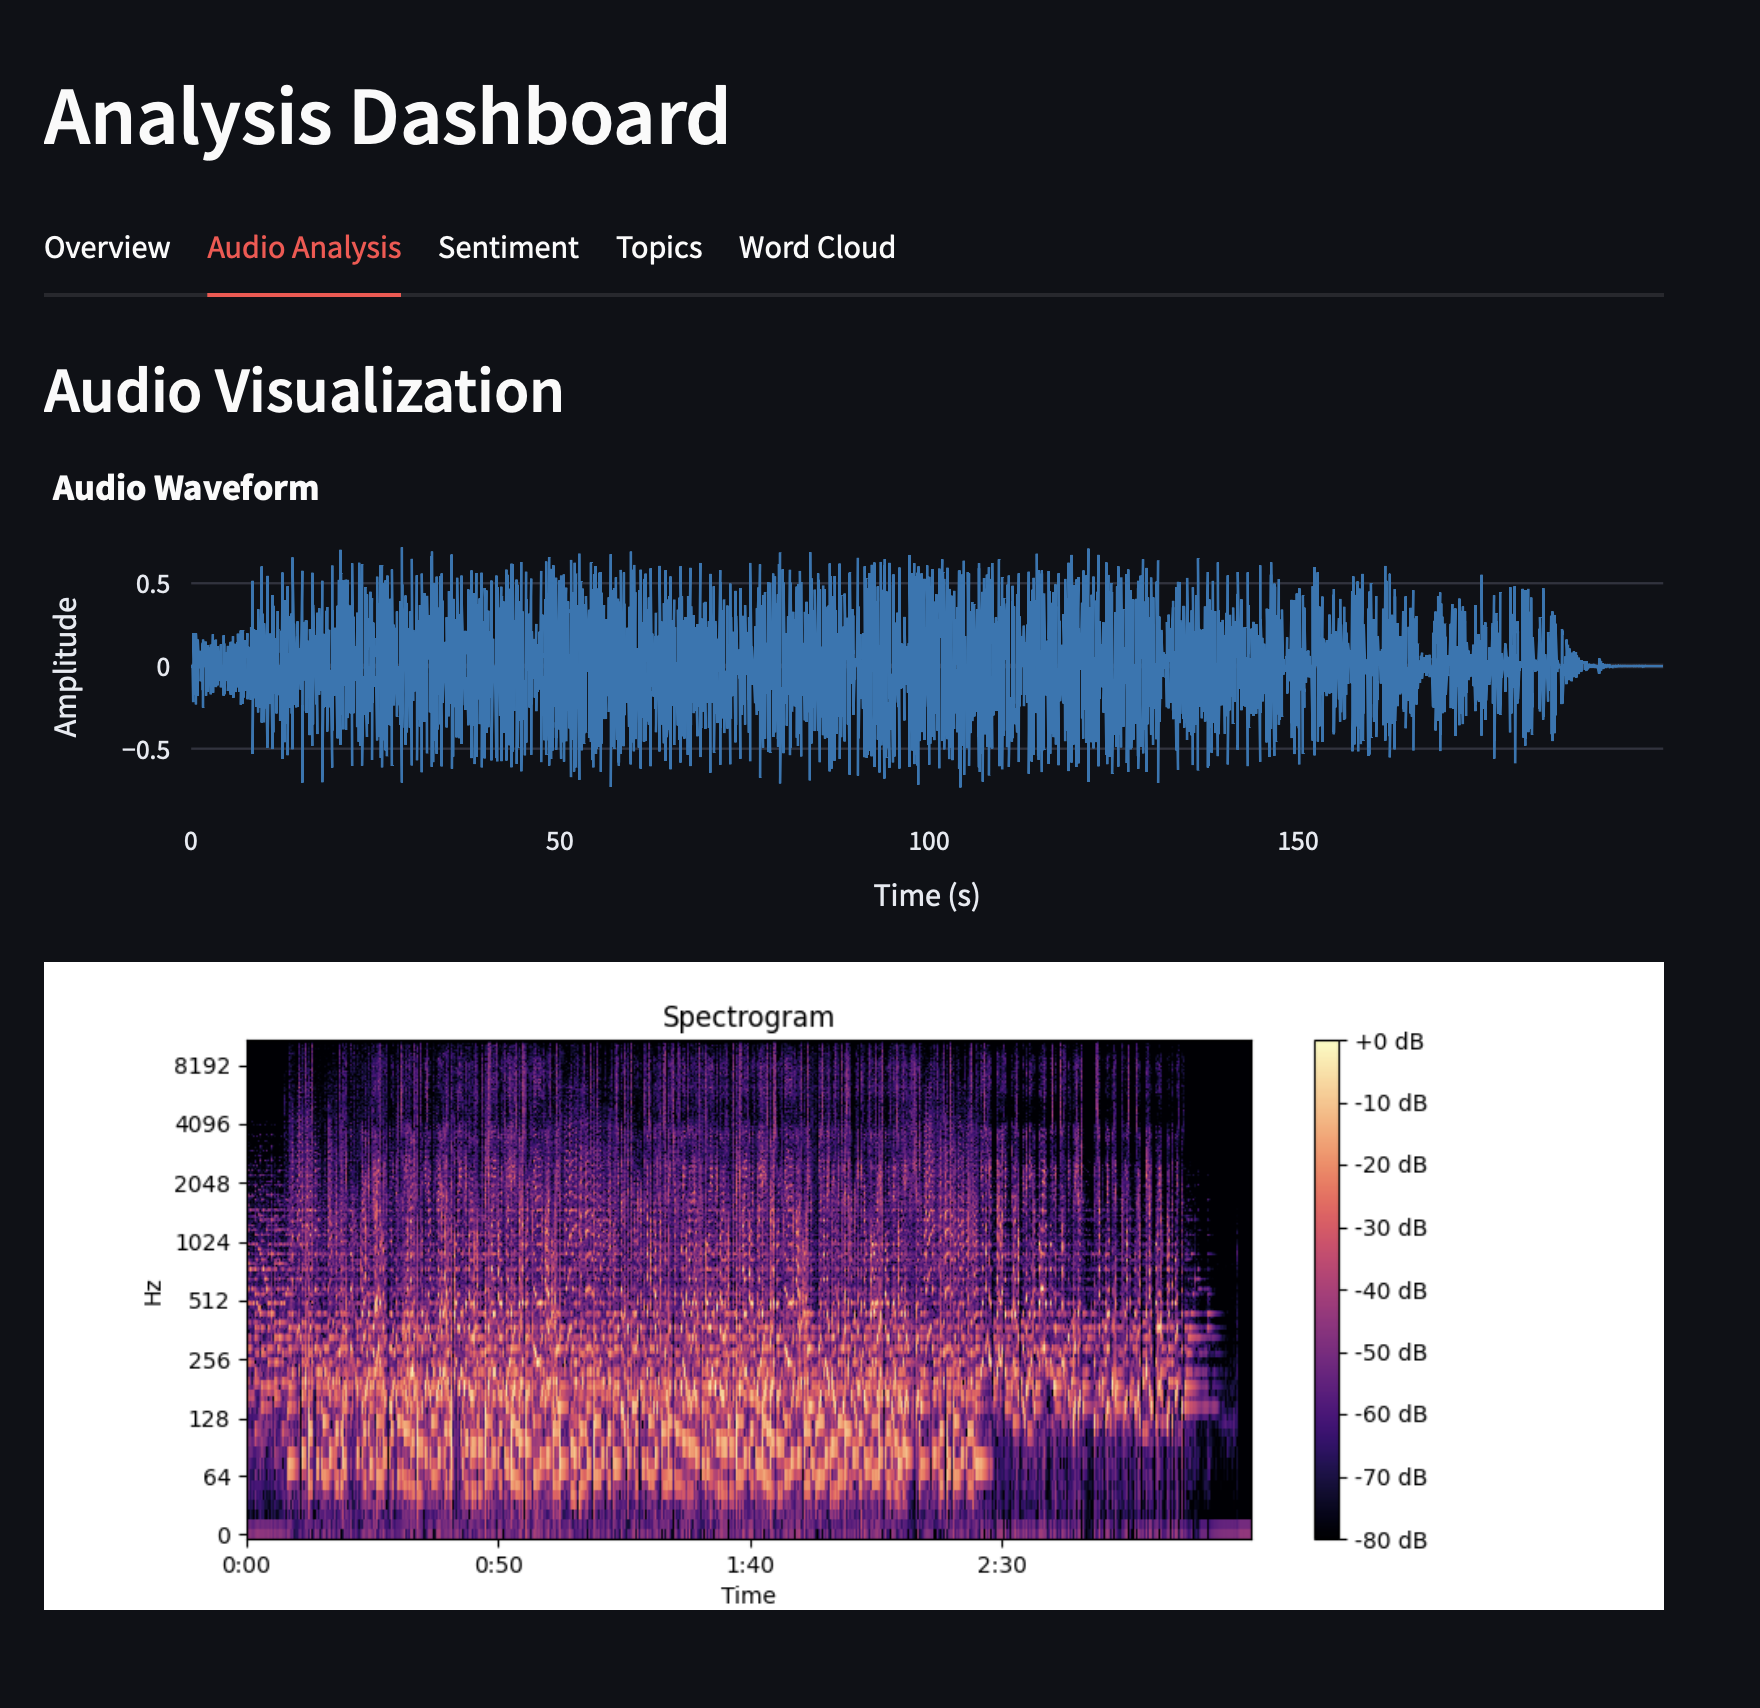 Analysis Dashboard
Overview Audio Analysis Sentiment Topics Word Cloud
Audio Visualization
Audio Waveform
Amplitude
0.5
0
−0.5
0 50 100 150
Time (s)
Spectrogram
Hz
8192
4096
2048
1024
512
256
128
64
0
0:00 0:50 1:40 2:30
Time
+0 dB
-10 dB
-20 dB
-30 dB
-40 dB
-50 dB
-60 dB
-70 dB
-80 dB